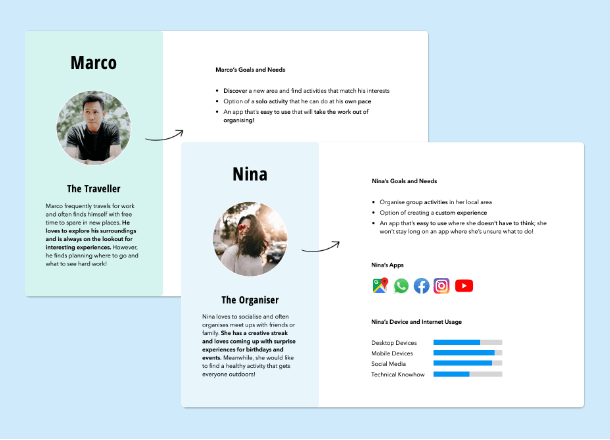 Marco
The Traveller
Marco frequently travels for work
and often finds himself with free
time to spare in new places. He
loves to explore his surroundings
and is always on the lookout for
interesting experiences. However,
he finds planning where to go and
what to see hard work!
Marco's Goals and Needs
• Discover a new area and find activities that match his interests
• Option of a solo activity that he can do at his own pace
• An app that's easy to use that will take the work out of
organising!
Nina
The Organiser
Nina loves to socialise and often
organises meet ups with friends or
family. She has a creative streak
and loves coming up with surprise
experiences for birthdays and
events. Meanwhile, she would like
to find a healthy activity that gets
everyone outdoors!
Nina's Goals and Needs
• Organise group activities in her local area
• Option of creating a custom experience
• An app that's easy to use where she doesn't have to think; she
won't stay long on an app where she's unsure what to do!
Nina's Apps
Nina's Device and Internet Usage
Desktop Devices
Mobile Devices
Social Media
Technical Knowhow